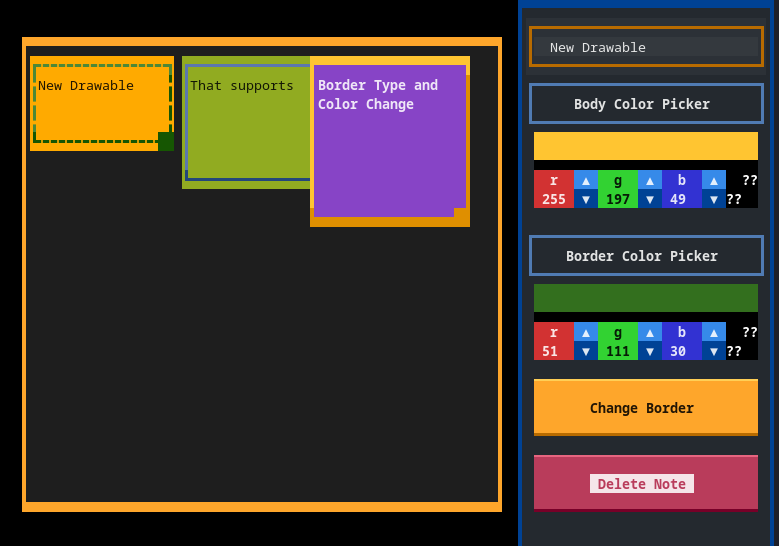 New Drawable
That supports
Border Type and
Color Change
New Drawable
Body Color Picker
r ▲ g ▲ b ▲ ??
255 ▼ 197 ▼ 49 ▼ ??
Border Color Picker
r ▲ g ▲ b ▲ ??
51 ▼ 111 ▼ 30 ▼ ??
Change Border
Delete Note